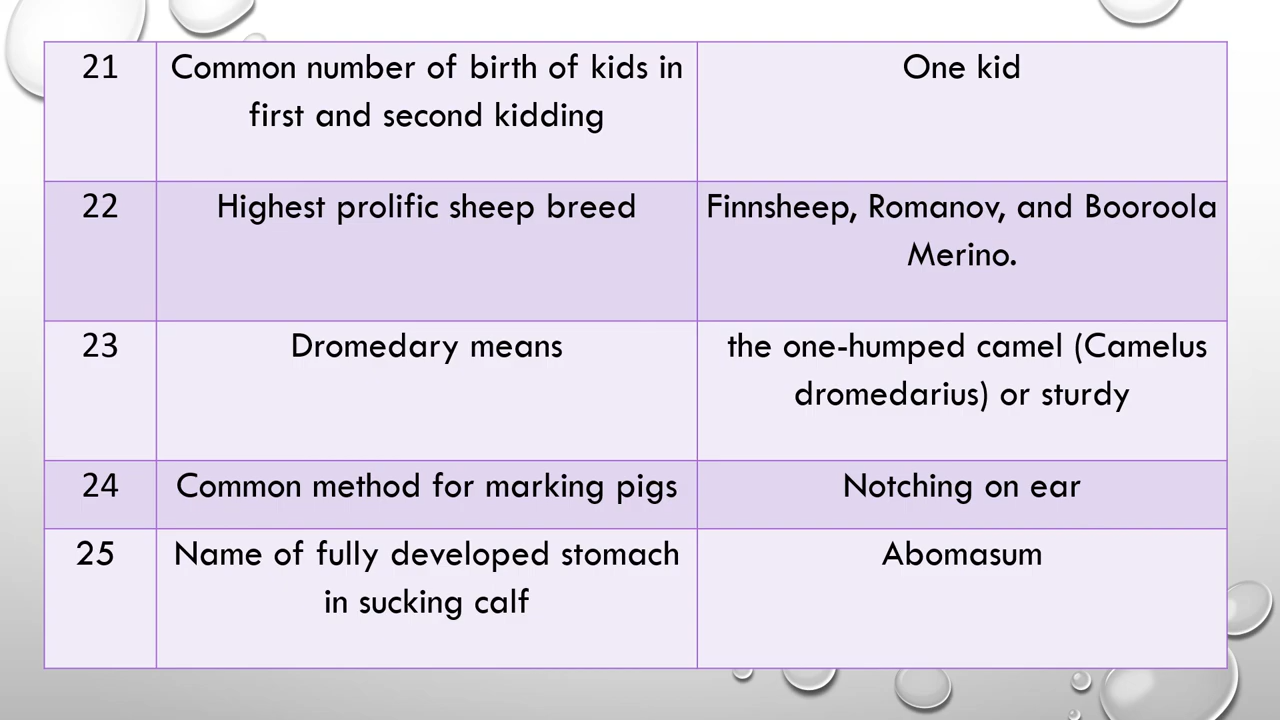 21 Common number of birth of kids in One kid
first and second kidding
22 Highest prolific sheep breed Finnsheep, Romanov, and Booroola
Merino.
23 Dromedary means the one-humped camel (Camelus
dromedarius) or sturdy
24 Common method for marking pigs Notching on ear
25 Name of fully developed stomach Abomasum
in sucking calf